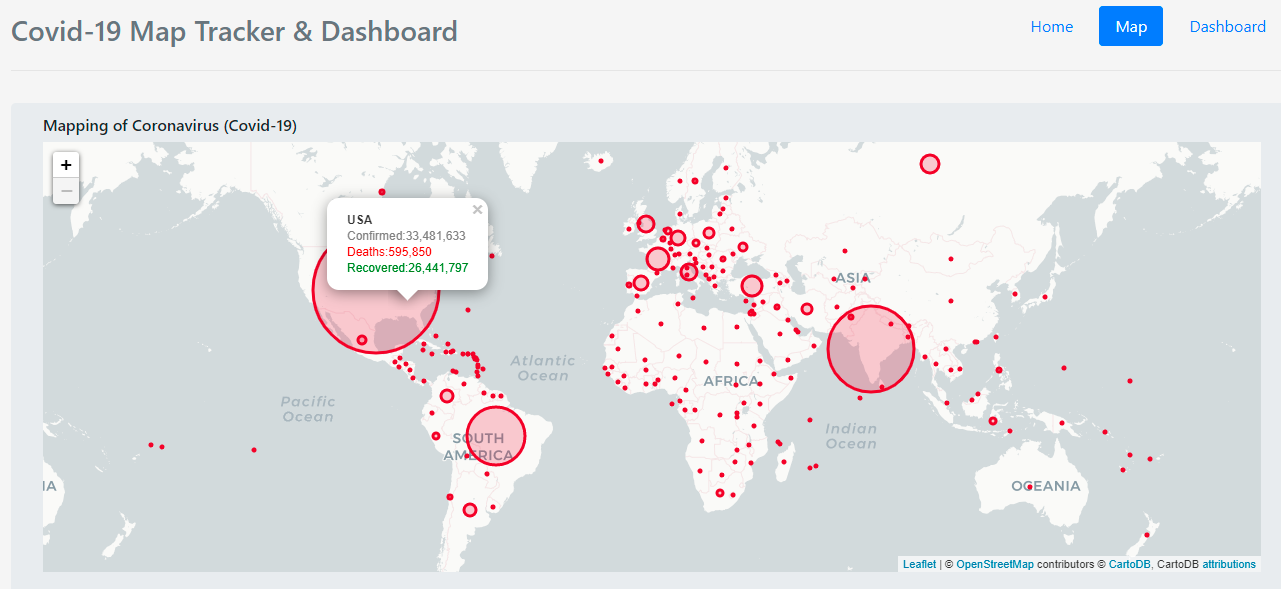 Covid-19 Map Tracker & Dashboard
Home
Map
Dashboard
Mapping of Coronavirus (Covid-19)
+
−
USA
×
Confirmed:33,481,633
Deaths:595,850
Recovered:26,441,797
ASIA
Atlantic
Ocean
AFRICA
Pacific
Ocean
Indian
Ocean
SOUTH
AMERICA
IA
OCEANIA
Leaflet | © OpenStreetMap contributors © CartoDB, CartoDB attributions